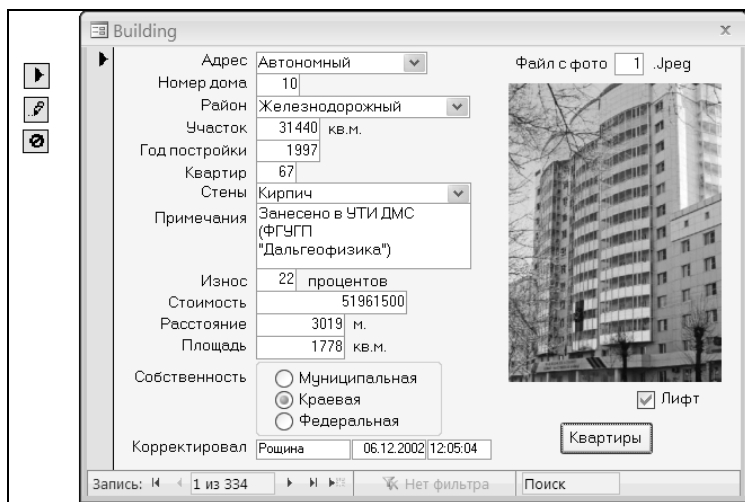 Building
Адрес Автономный
Файл с фото 1 .Jpeg
Номер дома 10
Район Железнодорожный
Участок 31440 кв.м.
Год постройки 1997
Квартир 67
Стены Кирпич
Примечания Занесено в УТИ ДМС
(ФГУГП
"Дальгеофизика")
Износ 22 процентов
Стоимость 51961500
Расстояние 3019 м.
Площадь 1778 кв.м.
Собственность
Муниципальная
Краевая
Федеральная
Лифт
Квартиры
Корректировал Рощина 06.12.2002 12:05:04
Запись: 1 из 334 Нет фильтра Поиск